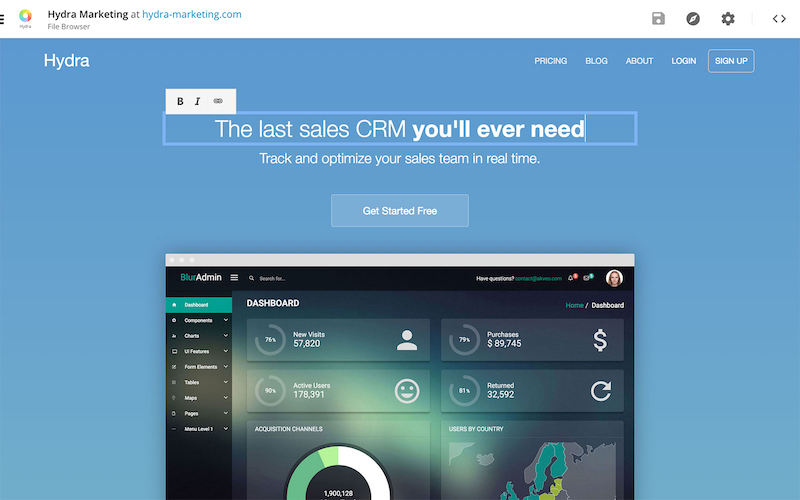 Hydra Marketing at hydra-marketing.com
Hydra
File Browser
Hydra
PRICING BLOG ABOUT LOGIN SIGN UP
B I
The last sales CRM you'll ever need
Track and optimize your sales team in real time.
Get Started Free
BlurAdmin
Search for...
Have questions? contact@akveo.com
Dashboard
Components
Charts
UI Features
Form Elements
Tables
Maps
Pages
Menu Level 1
DASHBOARD
Home / Dashboard
76%
New Visits
57,820
79%
Purchases
$ 89,745
90%
Active Users
178,391
81%
Returned
32,592
ACQUISITION CHANNELS
1,900,128
USERS BY COUNTRY